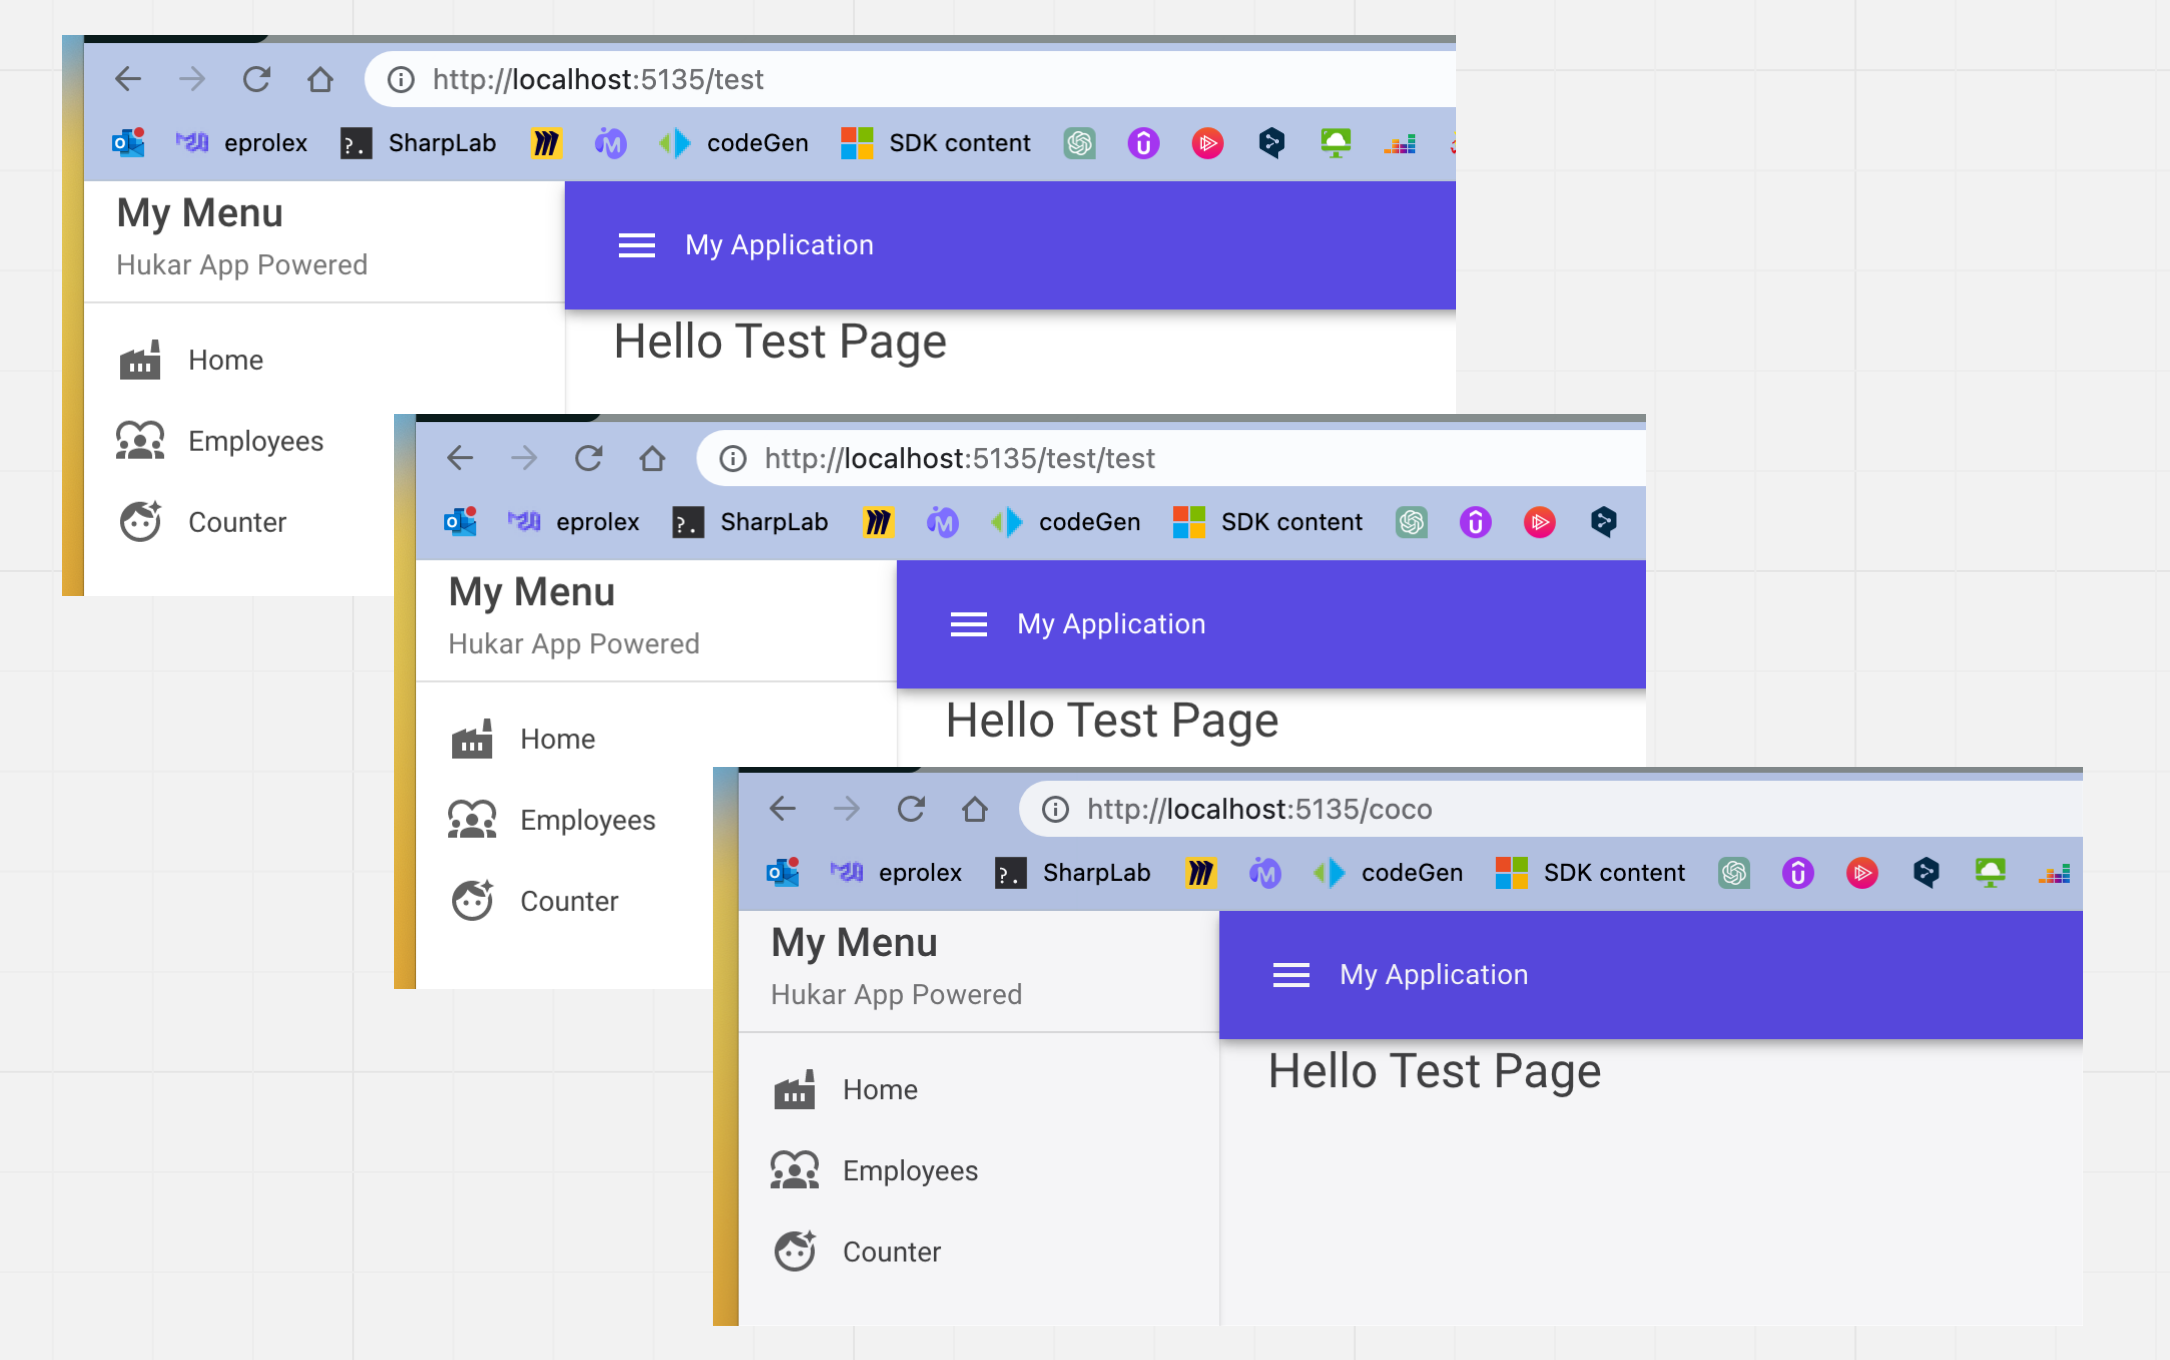 http://localhost:5135/test
eprolex SharpLab codeGen SDK content
My Menu
Hukar App Powered
My Application
Hello Test Page
Home
Employees
Counter
http://localhost:5135/test/test
eprolex SharpLab codeGen SDK content
My Menu
Hukar App Powered
My Application
Hello Test Page
Home
Employees
Counter
http://localhost:5135/coco
eprolex SharpLab codeGen SDK content
My Menu
Hukar App Powered
My Application
Hello Test Page
Home
Employees
Counter